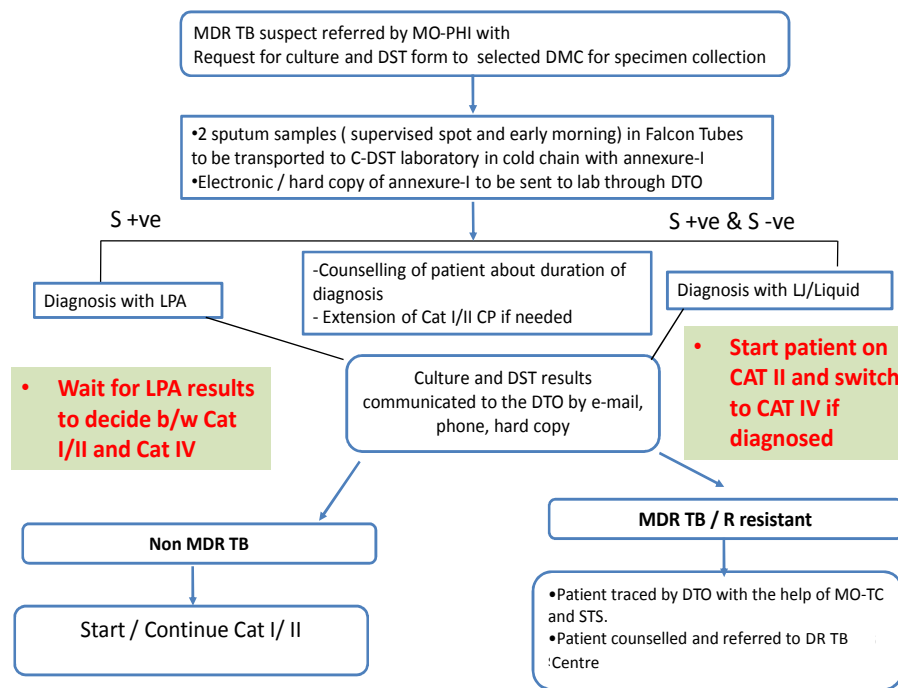 MDR TB suspect referred by MO-PHI with
Request for culture and DST form to selected DMC for specimen collection
•2 sputum samples ( supervised spot and early morning) in Falcon Tubes
to be transported to C-DST laboratory in cold chain with annexure-I
•Electronic / hard copy of annexure-I to be sent to lab through DTO
S +ve
S +ve & S -ve
Diagnosis with LPA
-Counselling of patient about duration of
diagnosis
- Extension of Cat I/II CP if needed
Diagnosis with LJ/Liquid
• Wait for LPA results
to decide b/w Cat
I/II and Cat IV
Culture and DST results
communicated to the DTO by e-mail,
phone, hard copy
• Start patient on
CAT II and switch
to CAT IV if
diagnosed
Non MDR TB
MDR TB / R resistant
Start / Continue Cat I/ II
•Patient traced by DTO with the help of MO-TC
and STS.
•Patient counselled and referred to DR TB
Centre